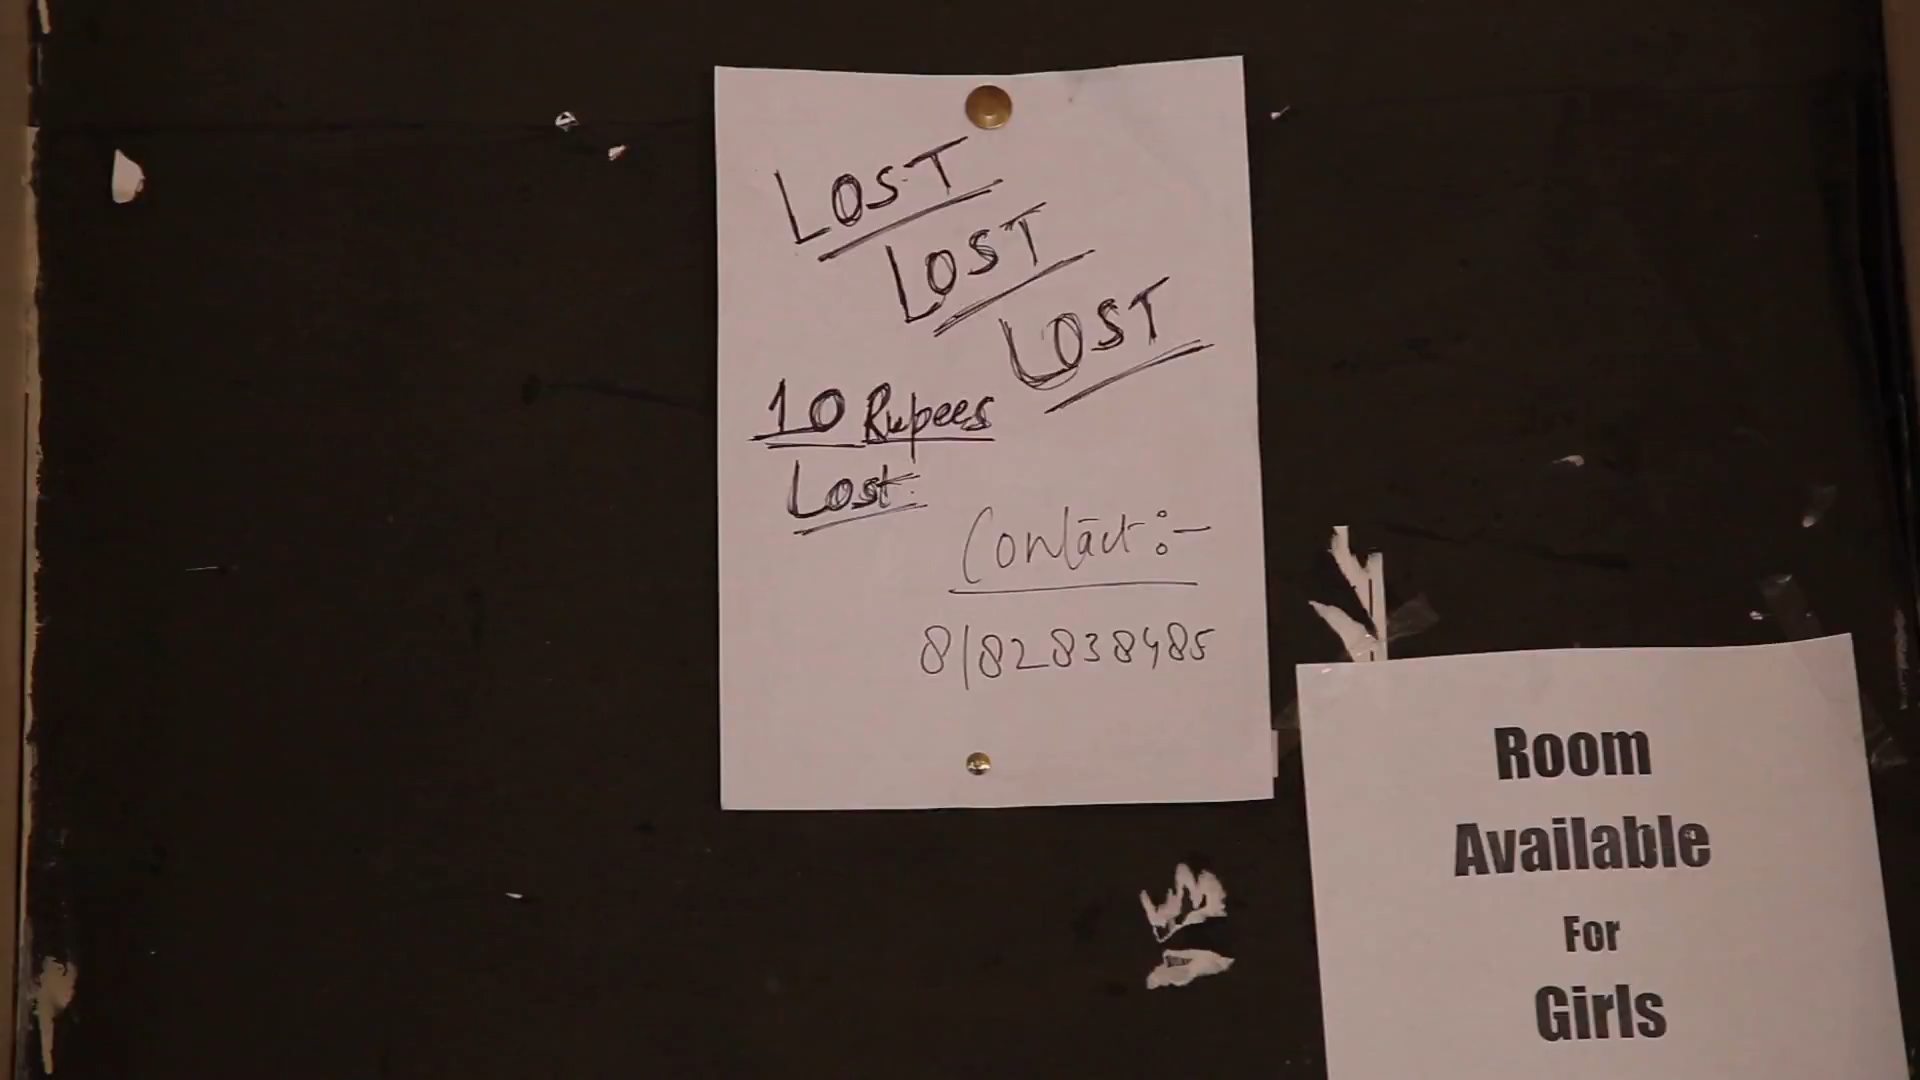 LOST
LOST
LOST
10 Rupees
Lost.
Contact:-
8182838485
Room
Available
For
Girls